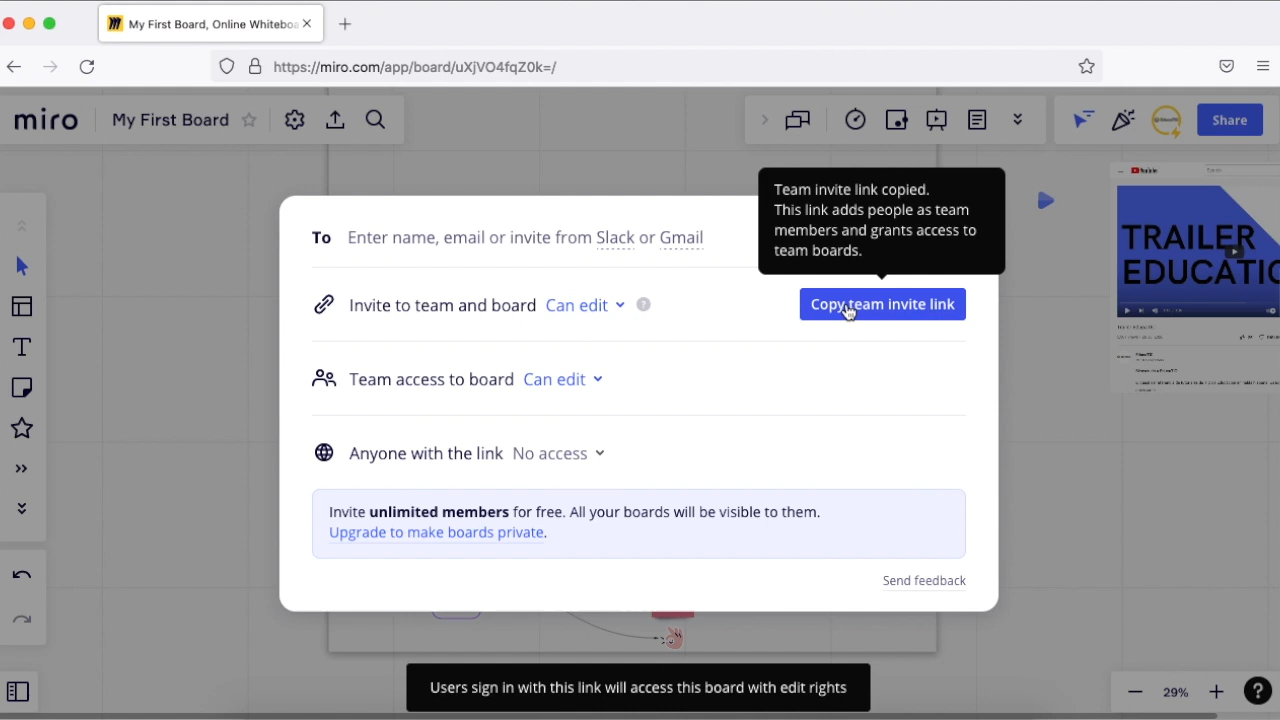 My First Board, Online Whiteboa
https://miro.com/app/board/uXjVO4fqZ0k=/
miro
My First Board
Share
YouTube
TRAILER
EDUCATIO
Team invite link copied.
This link adds people as team
members and grants access to
team boards.
To Enter name, email or invite from Slack or Gmail
Invite to team and board Can edit
Copy team invite link
Team access to board Can edit
Anyone with the link No access
Invite unlimited members for free. All your boards will be visible to them.
Upgrade to make boards private.
Send feedback
Users sign in with this link will access this board with edit rights
29%